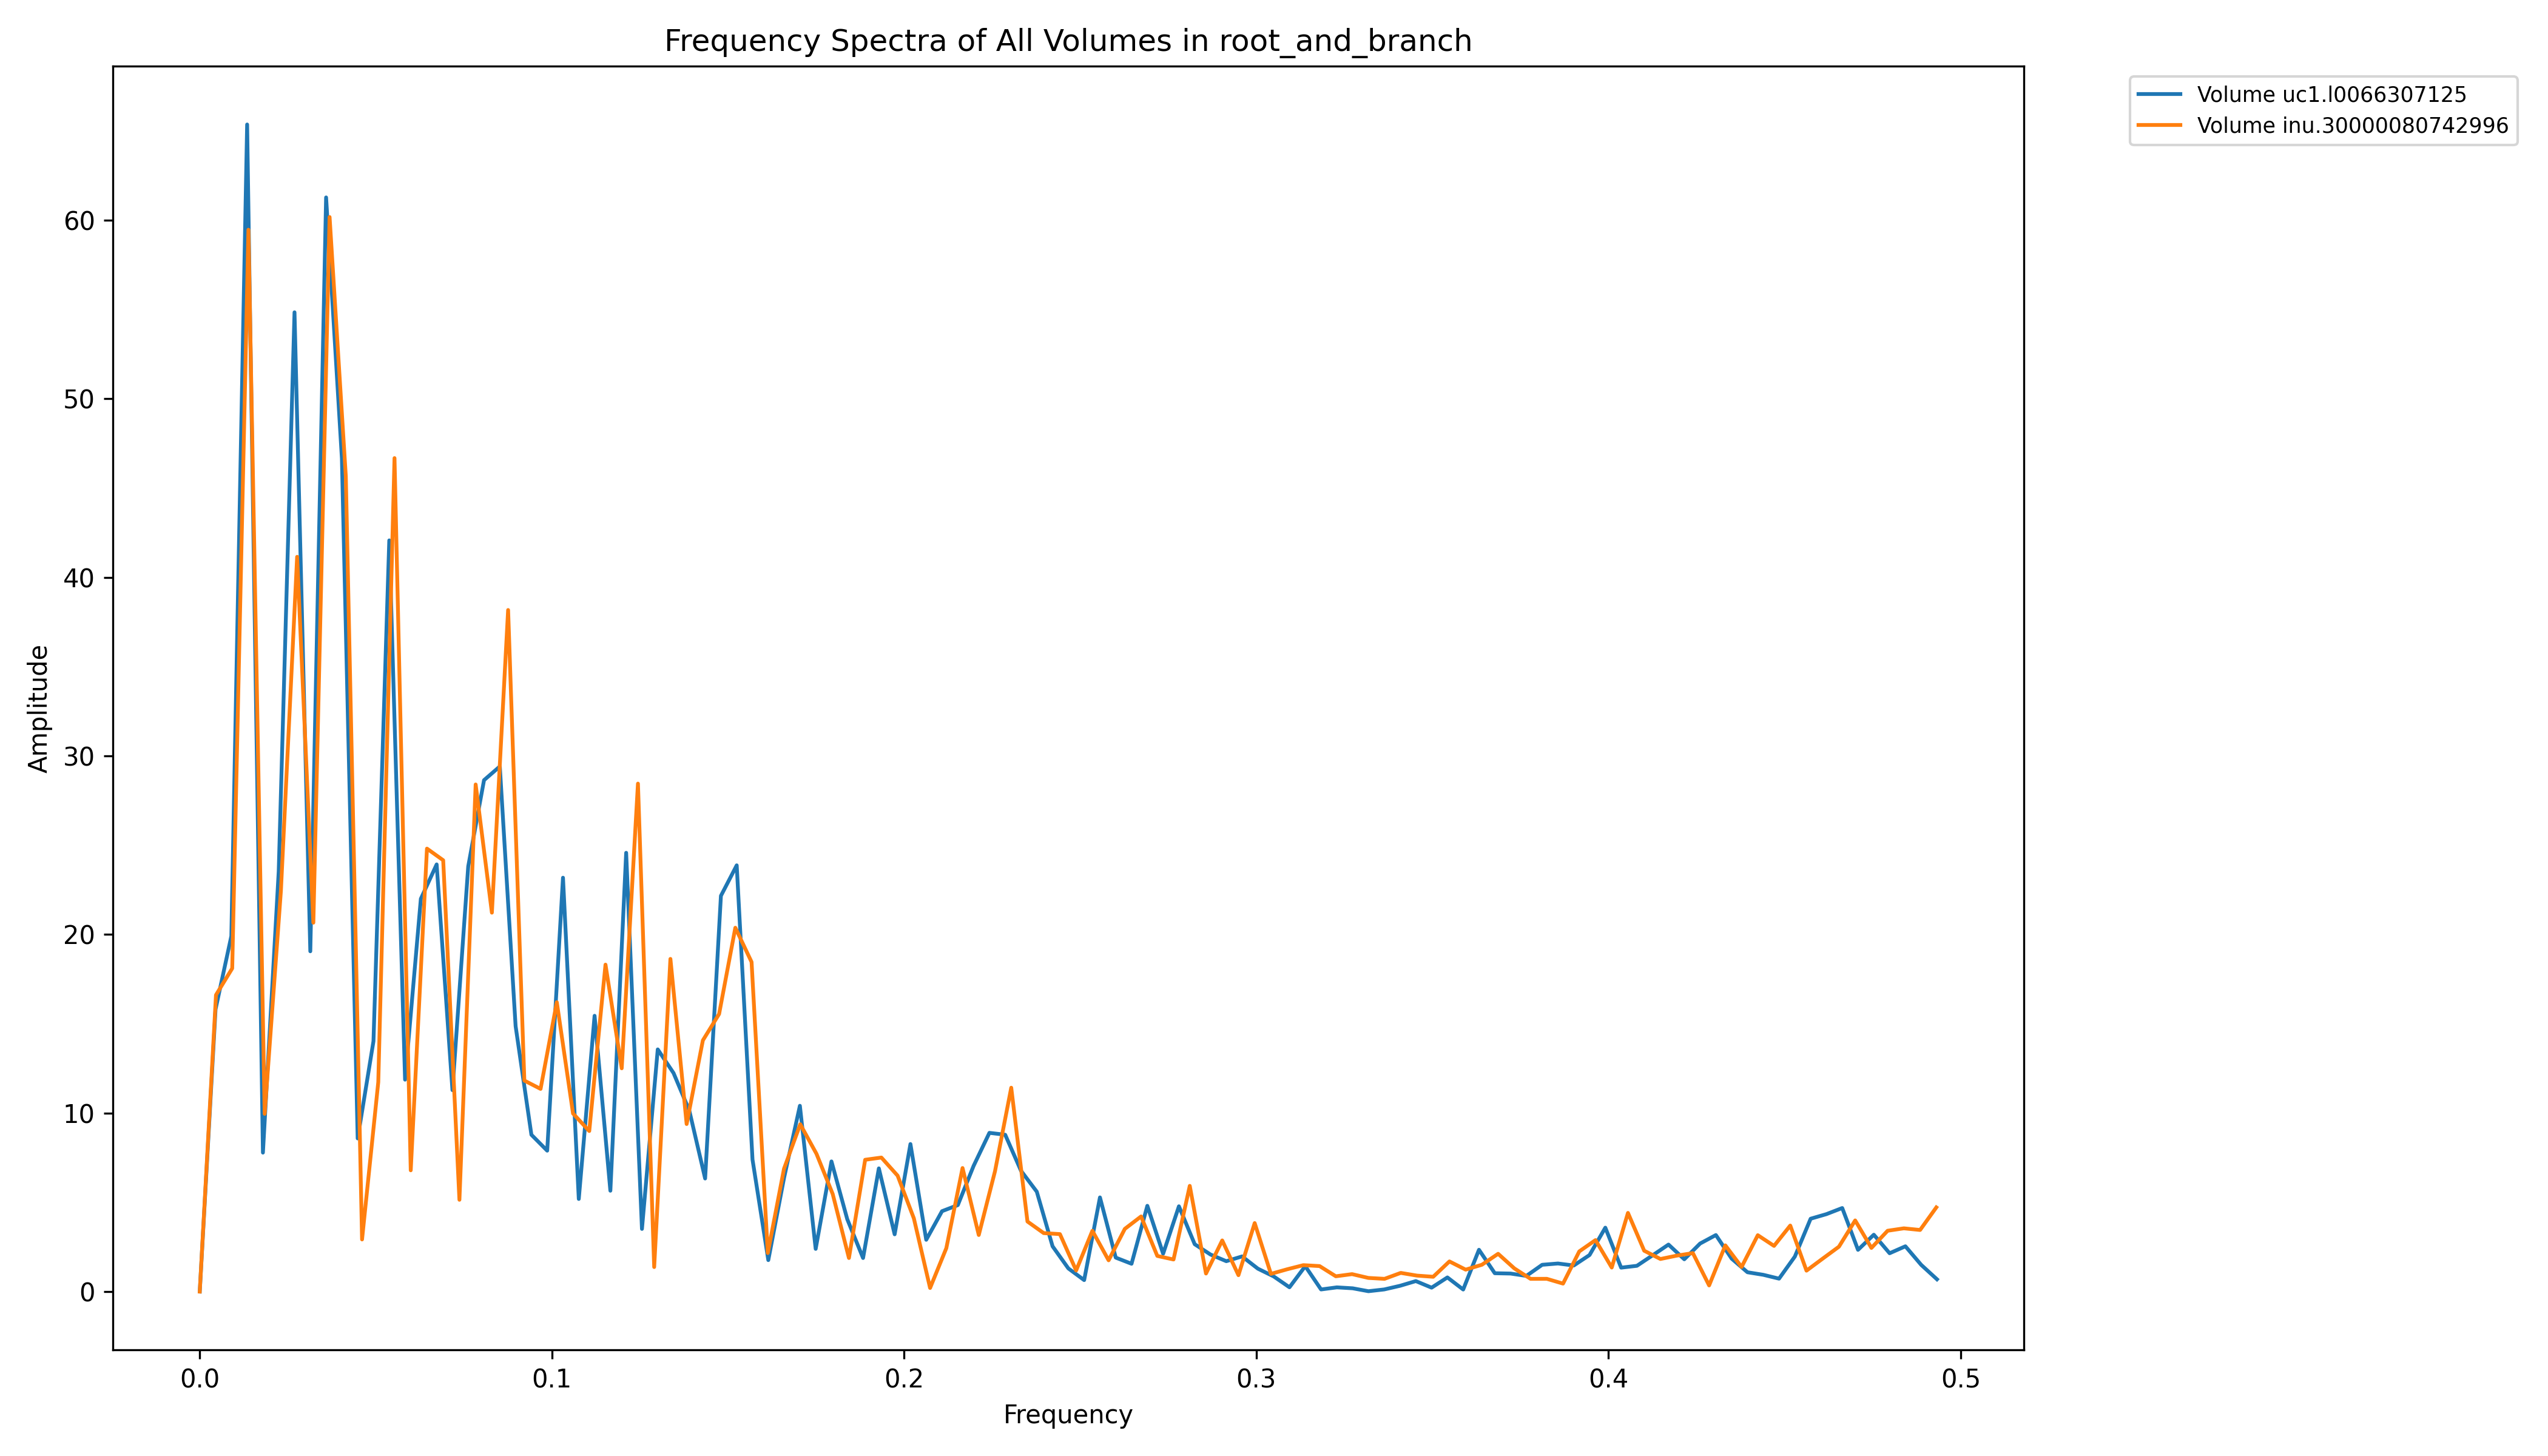 Frequency Spectra of All Volumes in root_and_branch
Volume uc1.l0066307125
Volume inu.30000080742996
60
50
40
30
20
10
0
Amplitude
0.0 0.1 0.2 0.3 0.4 0.5
Frequency